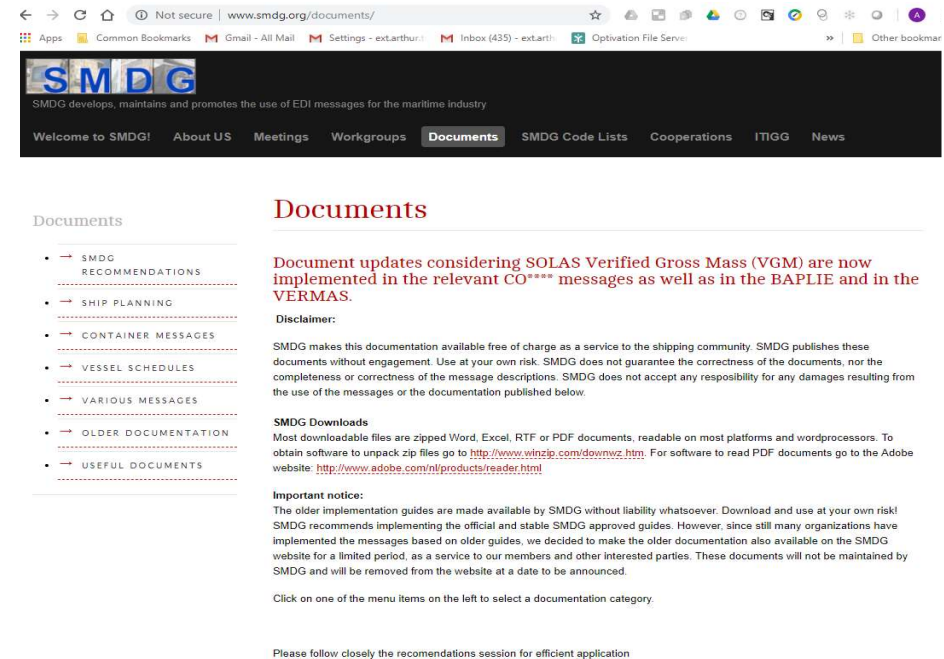 Not secure | www.smdg.org/documents/
Apps Common Bookmarks Gmail - All Mail Settings - ext.arthur. Inbox (435) - ext.arth Optivation File Server » Other bookmar
SMDG
SMDG develops, maintains and promotes the use of EDI messages for the maritime industry
Welcome to SMDG! About US Meetings Workgroups Documents SMDG Code Lists Cooperations ITIGG News
Documents
→ SMDG
RECOMMENDATIONS
→ SHIP PLANNING
→ CONTAINER MESSAGES
→ VESSEL SCHEDULES
→ VARIOUS MESSAGES
→ OLDER DOCUMENTATION
→ USEFUL DOCUMENTS
Documents
Document updates considering SOLAS Verified Gross Mass (VGM) are now
implemented in the relevant CO**** messages as well as in the BAPLIE and in the
VERMAS.
Disclaimer:
SMDG makes this documentation available free of charge as a service to the shipping community. SMDG publishes these
documents without engagement. Use at your own risk. SMDG does not guarantee the correctness of the documents, nor the
completeness or correctness of the message descriptions. SMDG does not accept any resposibility for any damages resulting from
the use of the messages or the documentation published below.
SMDG Downloads
Most downloadable files are zipped Word, Excel, RTF or PDF documents, readable on most platforms and wordprocessors. To
obtain software to unpack zip files go to http://www.winzip.com/downwz.htm. For software to read PDF documents go to the Adobe
website: http://www.adobe.com/nl/products/reader.html
Important notice:
The older implementation guides are made available by SMDG without liability whatsoever. Download and use at your own risk!
SMDG recommends implementing the official and stable SMDG approved guides. However, since still many organizations have
implemented the messages based on older guides, we decided to make the older documentation also available on the SMDG
website for a limited period, as a service to our members and other interested parties. These documents will not be maintained by
SMDG and will be removed from the website at a date to be announced.
Click on one of the menu items on the left to select a documentation category.
Please follow closely the recomendations session for efficient application